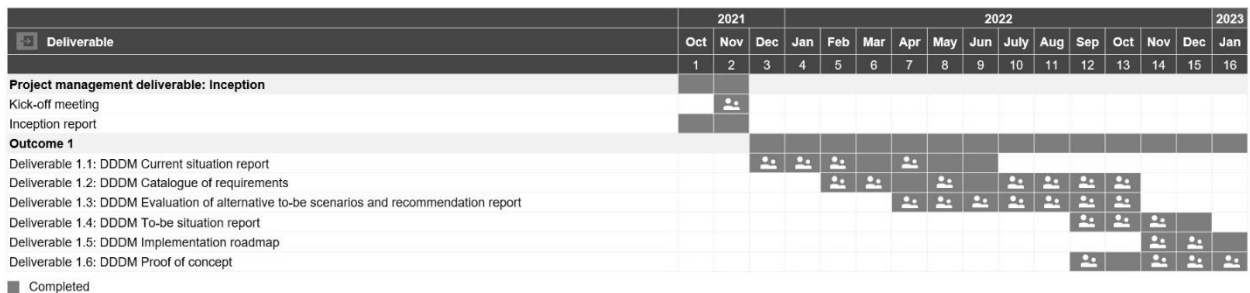 2021 2022 2023
Deliverable Oct Nov Dec Jan Feb Mar Apr May Jun July Aug Sep Oct Nov Dec Jan
1 2 3 4 5 6 7 8 9 10 11 12 13 14 15 16
Project management deliverable: Inception
Kick-off meeting
Inception report
Outcome 1
Deliverable 1.1: DDDM Current situation report
Deliverable 1.2: DDDM Catalogue of requirements
Deliverable 1.3: DDDM Evaluation of alternative to-be scenarios and recommendation report
Deliverable 1.4: DDDM To-be situation report
Deliverable 1.5: DDDM Implementation roadmap
Deliverable 1.6: DDDM Proof of concept
Completed